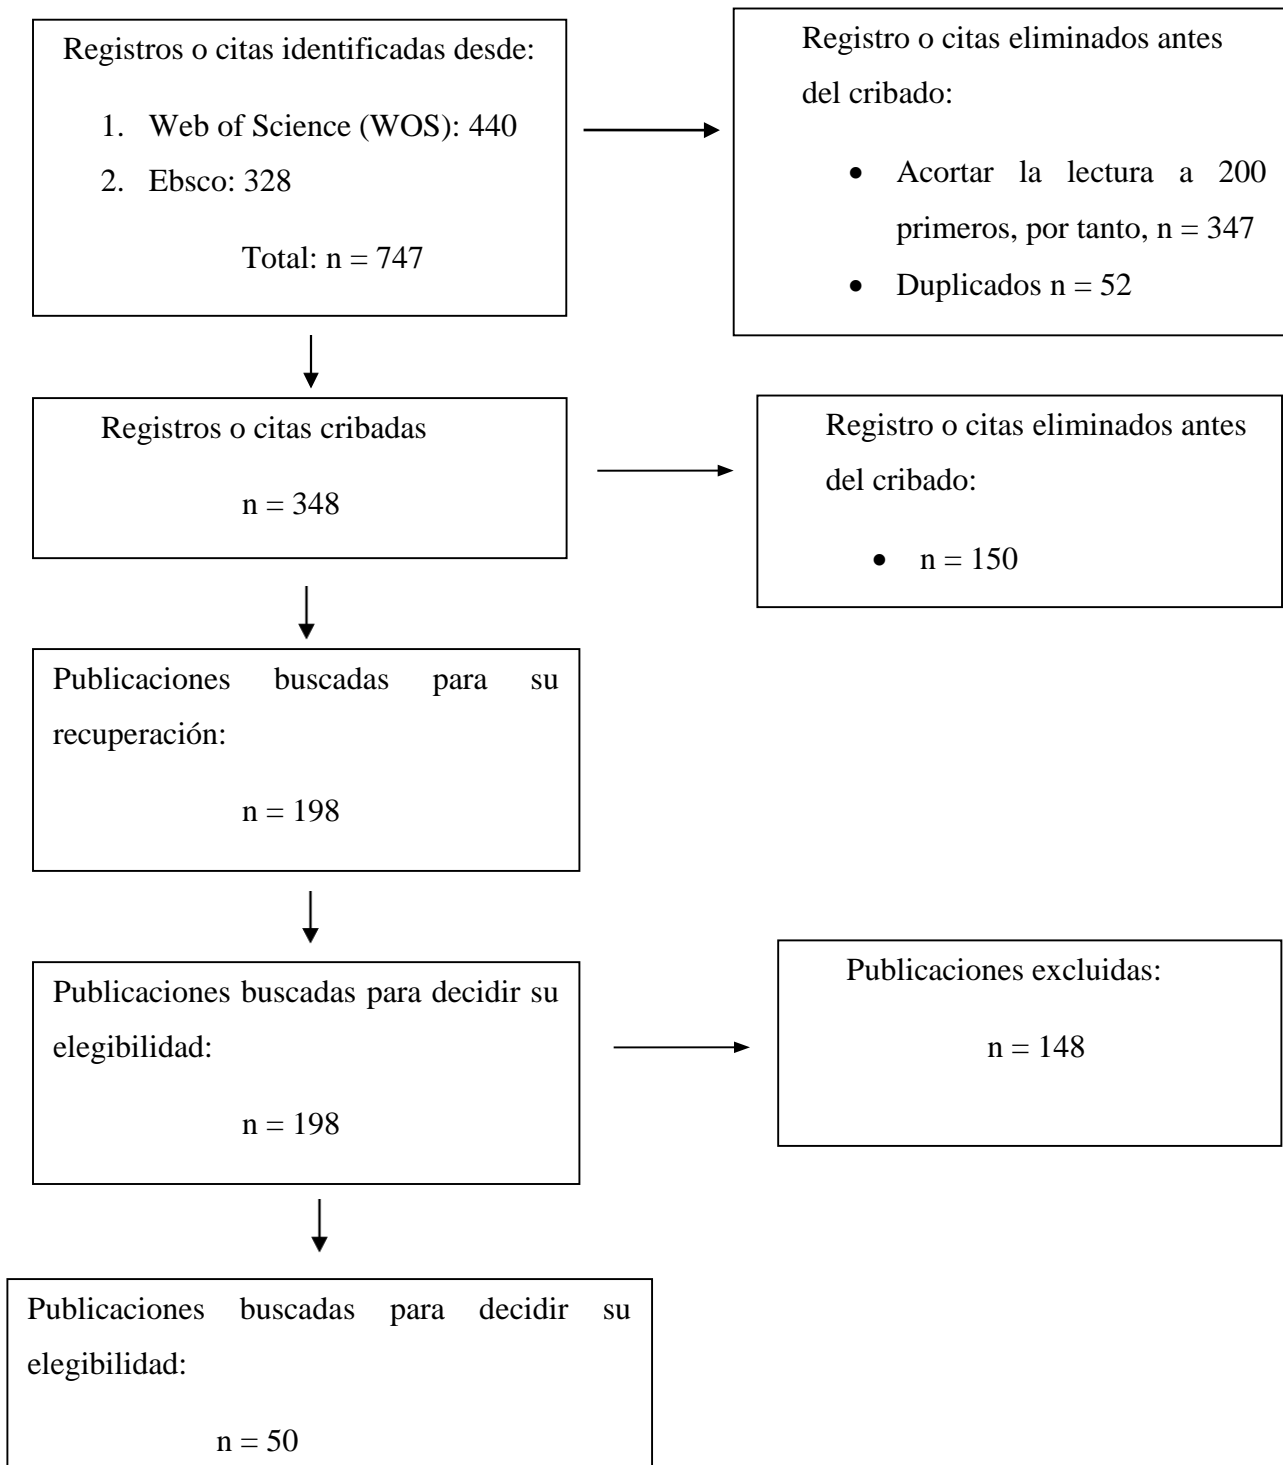 Registros o citas identificadas desde:
1. Web of Science (WOS): 440
2. Ebsco: 328
Total: n = 747
Registro o citas eliminados antes
del cribado:
• Acortar la lectura a 200
primeros, por tanto, n = 347
• Duplicados n = 52
Registros o citas cribadas
n = 348
Registro o citas eliminados antes
del cribado:
• n = 150
Publicaciones buscadas para su
recuperación:
n = 198
Publicaciones buscadas para decidir su
elegibilidad:
n = 198
Publicaciones excluidas:
n = 148
Publicaciones buscadas para decidir su
elegibilidad:
n = 50